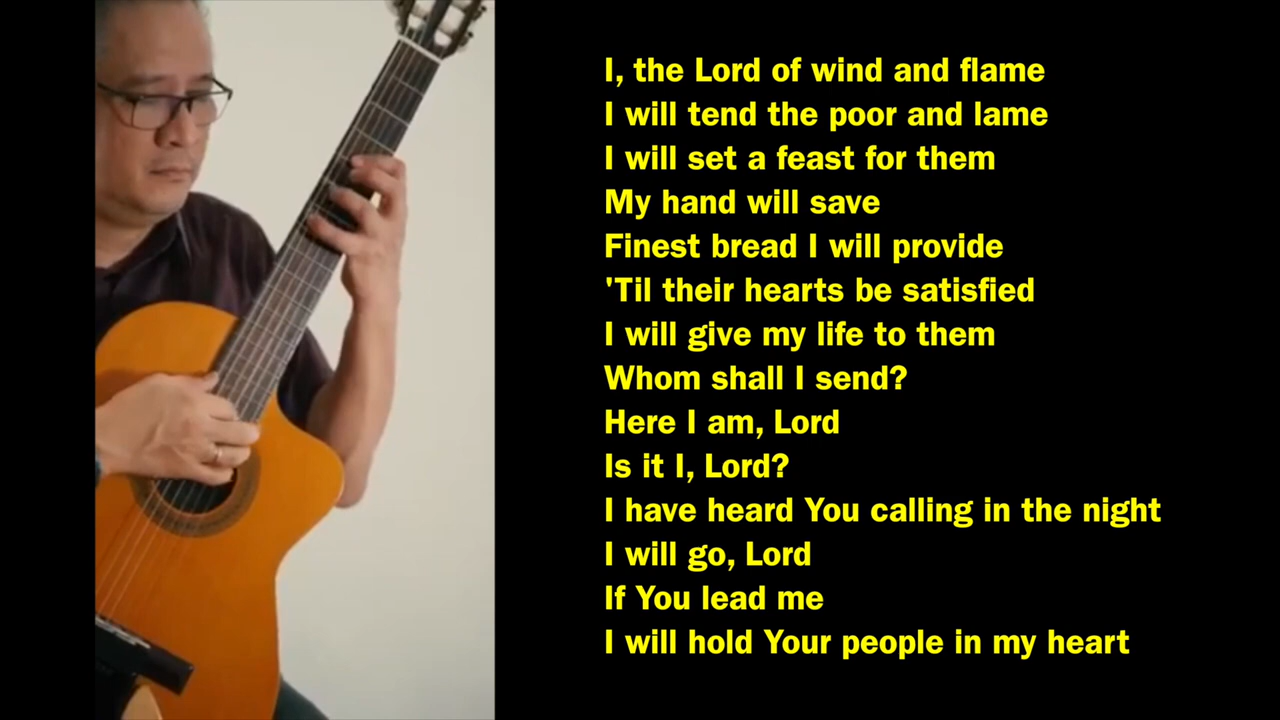 I, the Lord of wind and flame
I will tend the poor and lame
I will set a feast for them
My hand will save
Finest bread I will provide
'Til their hearts be satisfied
I will give my life to them
Whom shall I send?
Here I am, Lord
Is it I, Lord?
I have heard You calling in the night
I will go, Lord
If You lead me
I will hold Your people in my heart